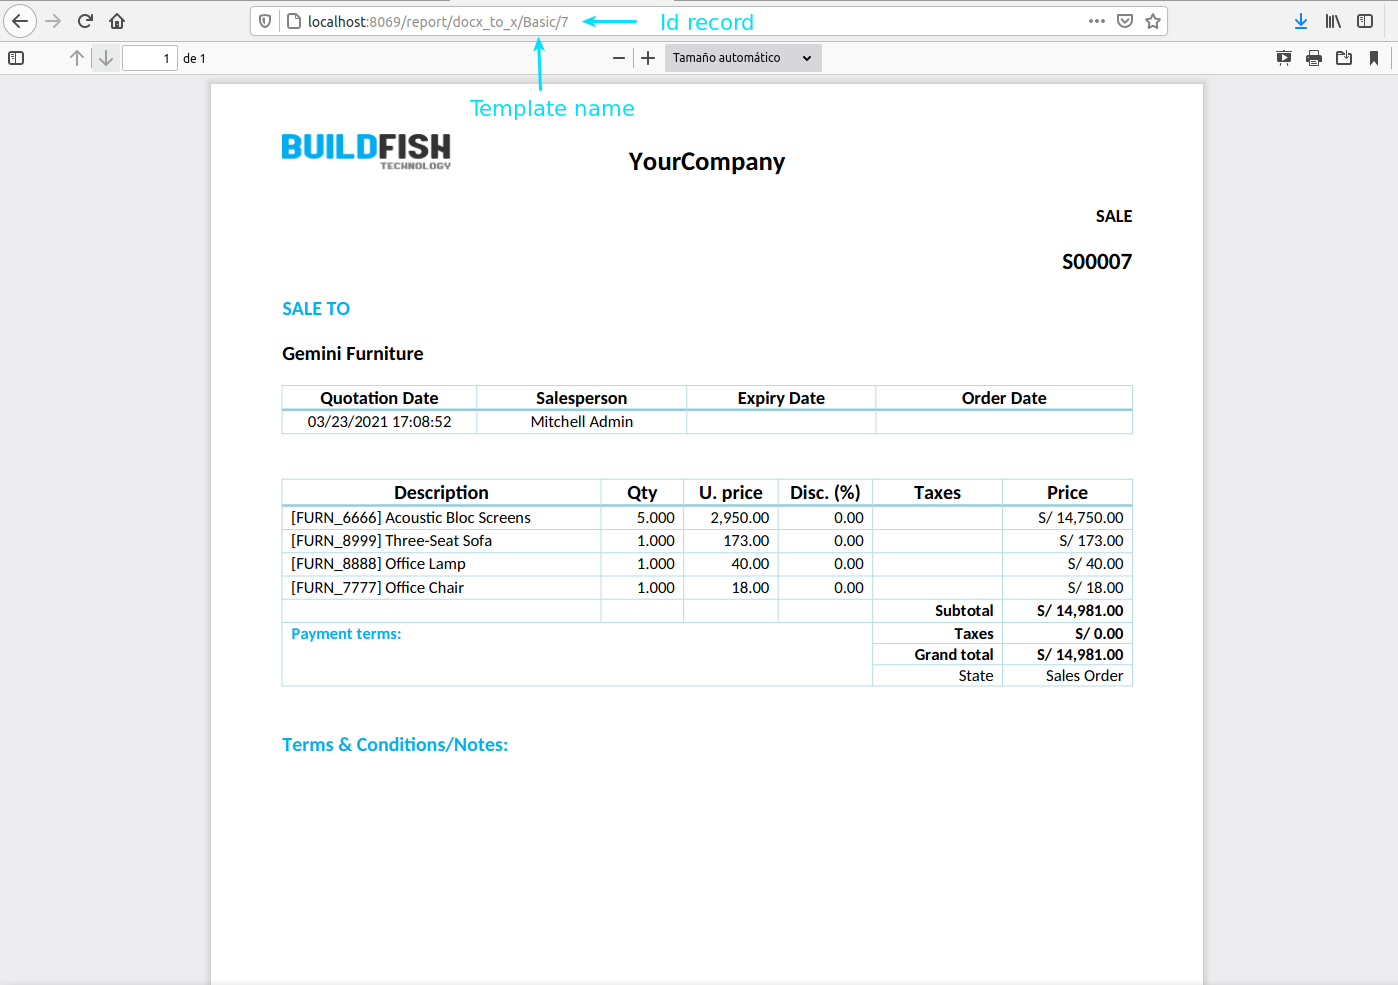 localhost:8069/report/docx_to_x/Basic/7 Id record
1 de 1 Tamaño automático
Template name
BUILDFISH
TECHNOLOGY
YourCompany
SALE
S00007
SALE TO
Gemini Furniture
Quotation Date Salesperson Expiry Date Order Date
03/23/2021 17:08:52 Mitchell Admin
Description Qty U. price Disc. (%) Taxes Price
[FURN_6666] Acoustic Bloc Screens 5.000 2,950.00 0.00 S/ 14,750.00
[FURN_8999] Three-Seat Sofa 1.000 173.00 0.00 S/ 173.00
[FURN_8888] Office Lamp 1.000 40.00 0.00 S/ 40.00
[FURN_7777] Office Chair 1.000 18.00 0.00 S/ 18.00
Subtotal S/ 14,981.00
Payment terms: Taxes S/ 0.00
Grand total S/ 14,981.00
State Sales Order
Terms & Conditions/Notes: